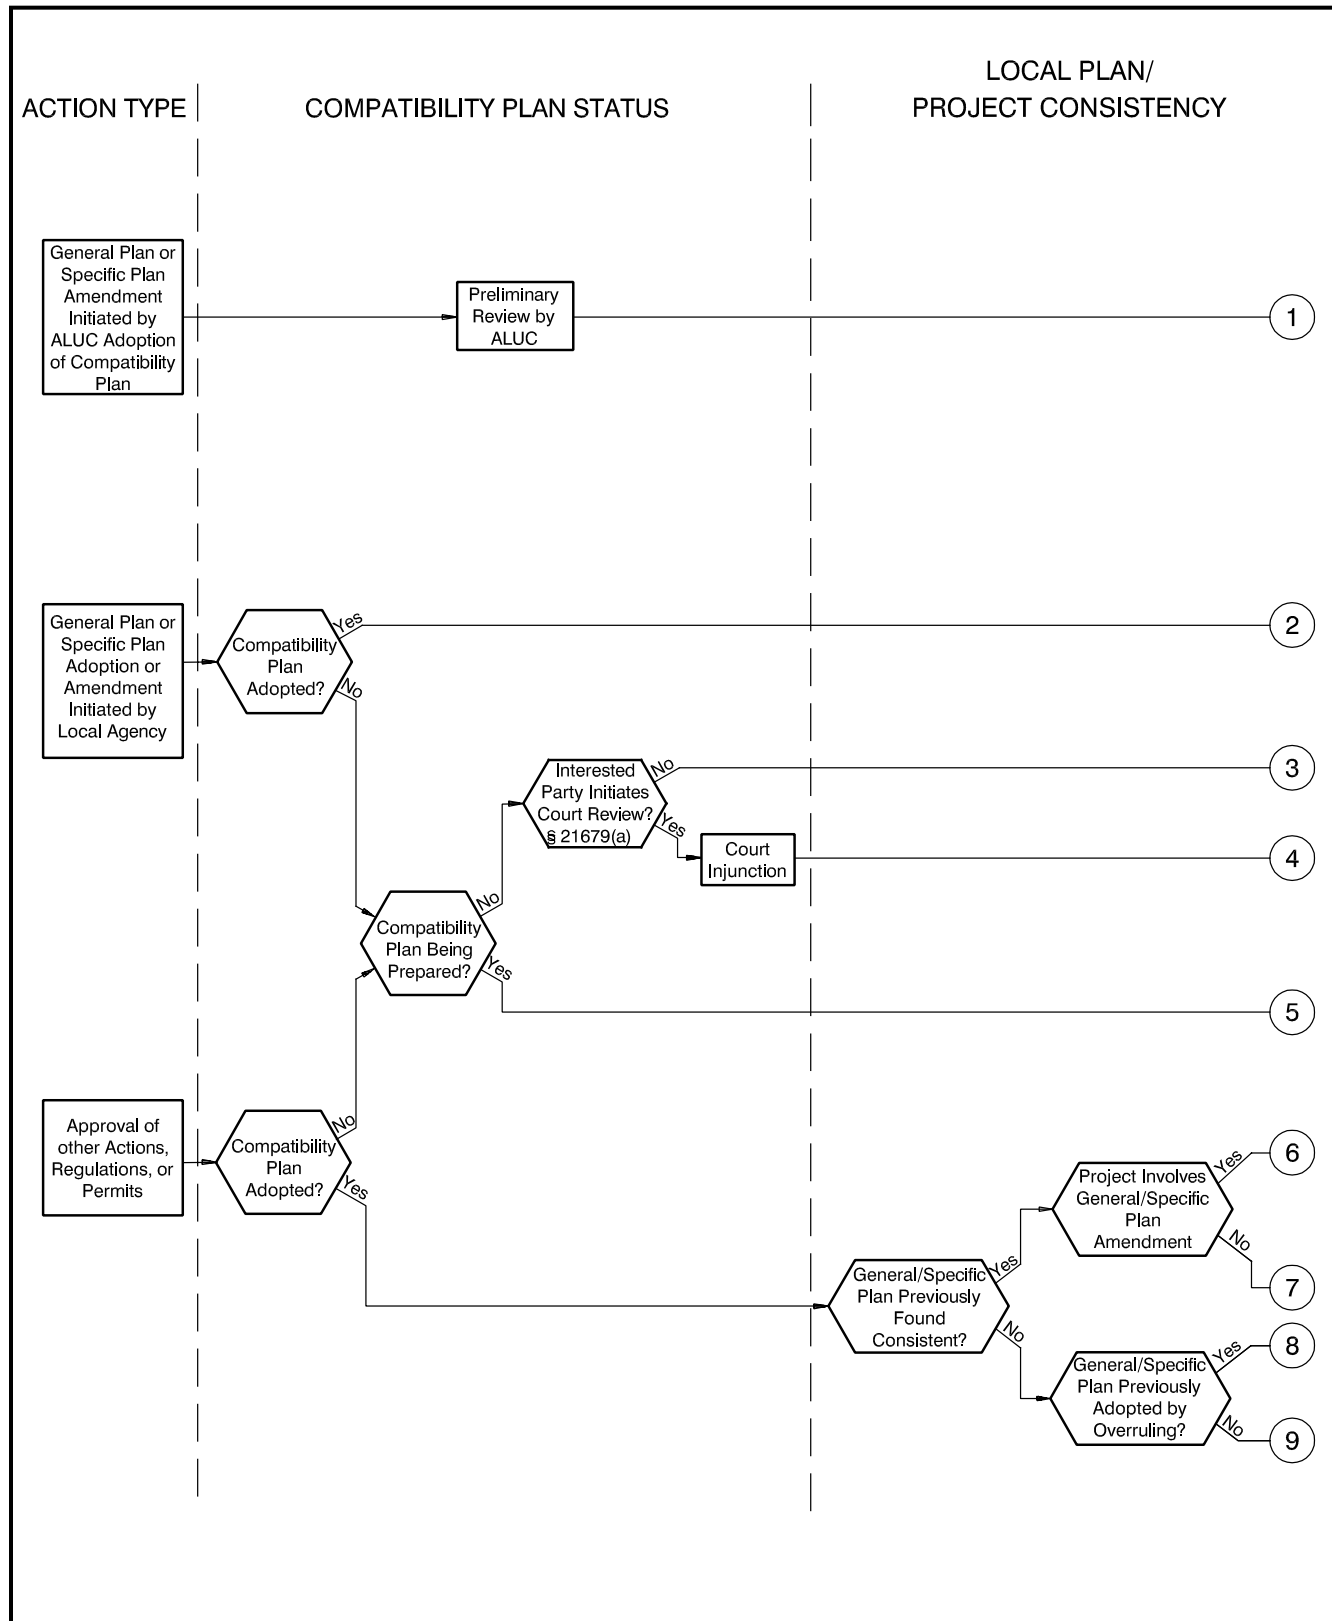 ACTION TYPE
COMPATIBILITY PLAN STATUS
LOCAL PLAN/
PROJECT CONSISTENCY
General Plan or
Specific Plan
Amendment
Initiated by
ALUC Adoption
of Compatibility
Plan
Preliminary
Review by
ALUC
1
General Plan or
Specific Plan
Adoption or
Amendment
Initiated by
Local Agency
Compatibility
Plan
Adopted?
Yes
No
2
Interested
Party Initiates
Court Review?
§ 21679(a)
No
Yes
3
Court
Injunction
4
Compatibility
Plan Being
Prepared?
No
Yes
5
Approval of
other Actions,
Regulations, or
Permits
Compatibility
Plan
Adopted?
No
Yes
General/Specific
Plan Previously
Found
Consistent?
Yes
No
Project Involves
General/Specific
Plan
Amendment
Yes
No
6
7
General/Specific
Plan Previously
Adopted by
Overruling?
Yes
No
8
9